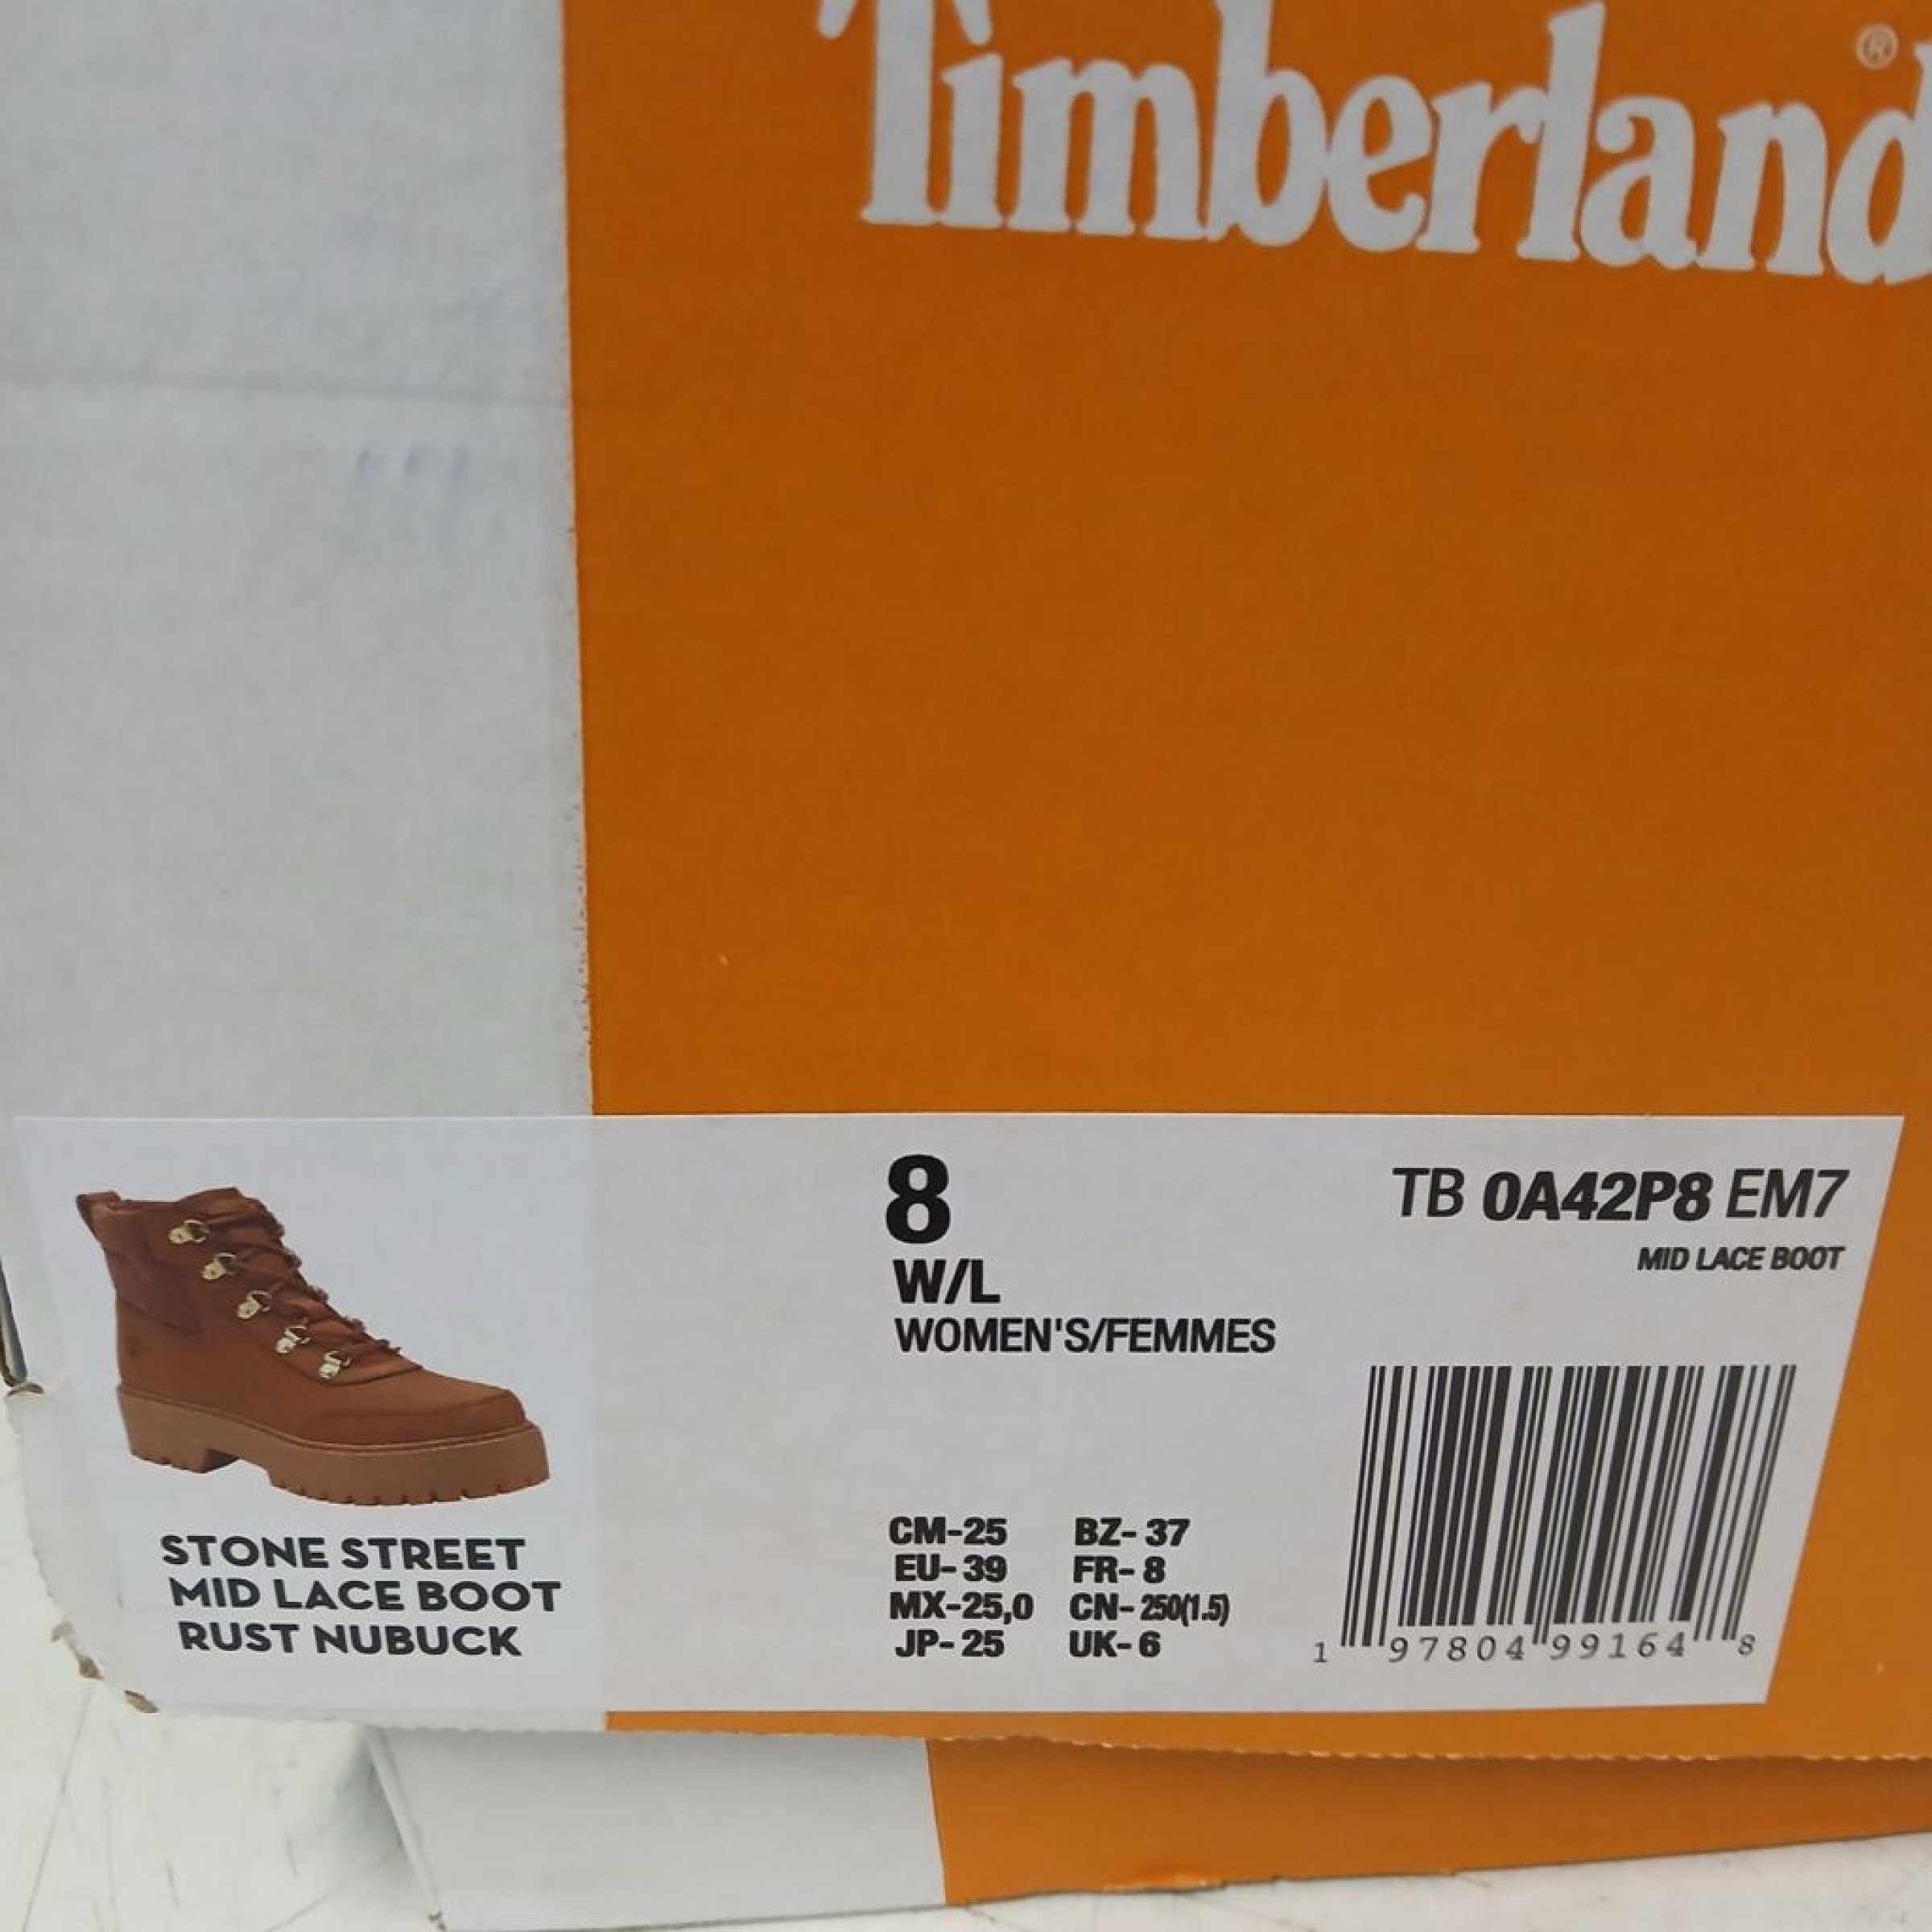 Timberland®
8
W/L
WOMEN'S/FEMMES
TB 0A42P8 EM7
MID LACE BOOT
STONE STREET
MID LACE BOOT
RUST NUBUCK
CM-25 BZ- 37
EU- 39 FR- 8
MX-25,0 CN- 250(1.5)
JP- 25 UK- 6
1 97804 99164 8